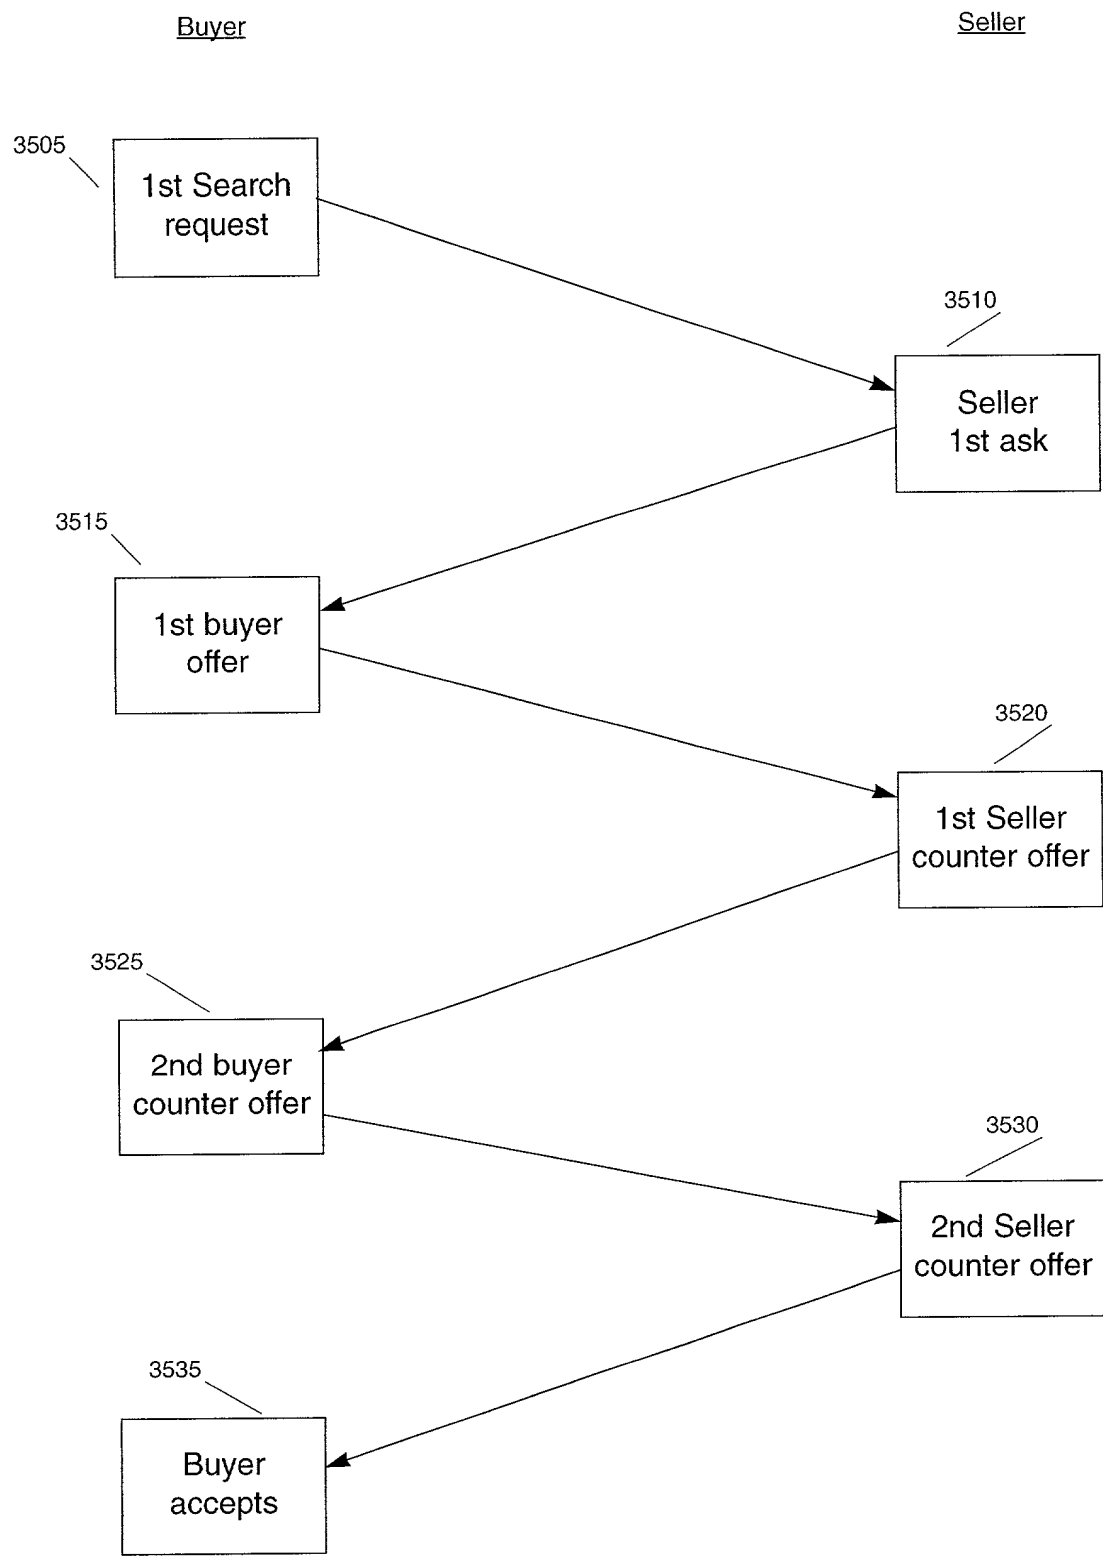 Buyer
Seller
3505
1st Search
request
3510
Seller
1st ask
3515
1st buyer
offer
3520
1st Seller
counter offer
3525
2nd buyer
counter offer
3530
2nd Seller
counter offer
3535
Buyer
accepts